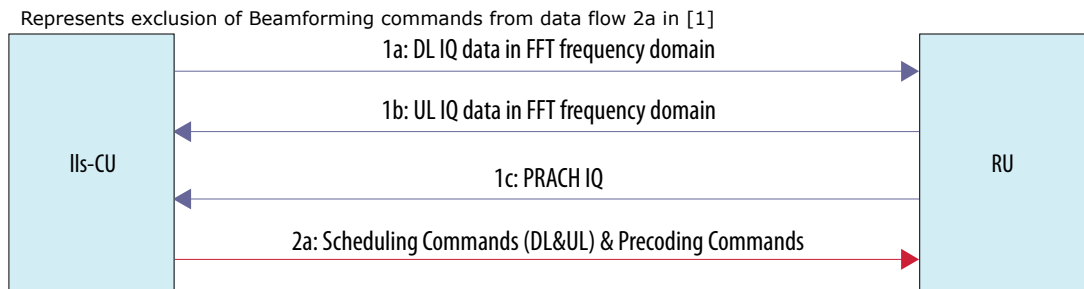 Represents exclusion of Beamforming commands from data flow 2a in [1]
1a: DL IQ data in FFT frequency domain
1b: UL IQ data in FFT frequency domain
lls-CU
RU
1c: PRACH IQ
2a: Scheduling Commands (DL&UL) & Precoding Commands